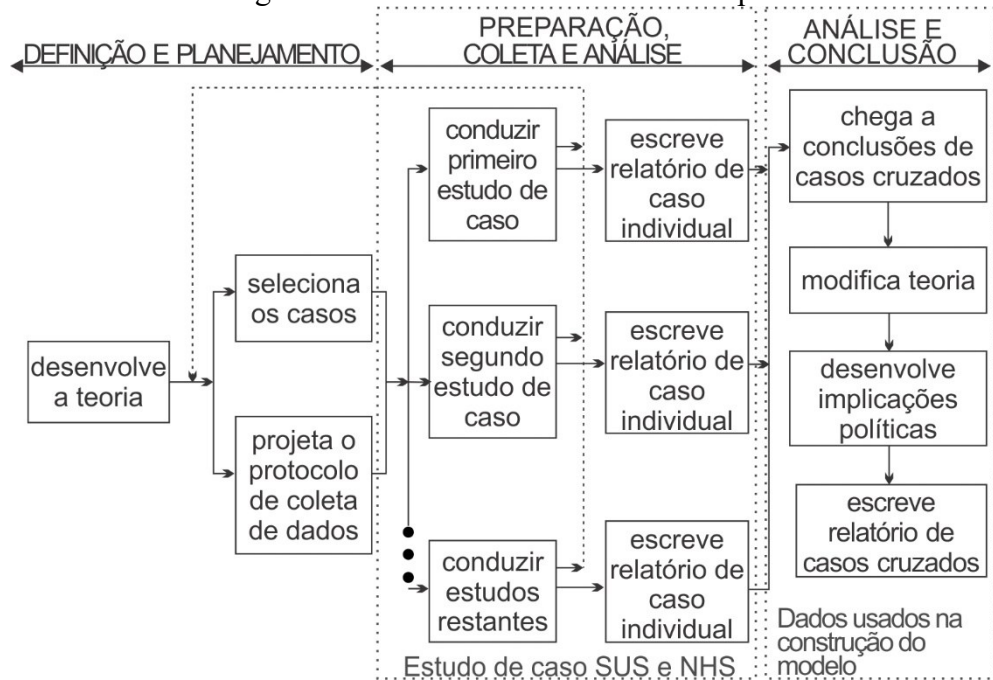 DEFINIÇÃO E PLANEJAMENTO
PREPARAÇÃO,
COLETA E ANÁLISE
ANÁLISE E
CONCLUSÃO
desenvolve
a teoria
seleciona
os casos
projeta o
protocolo
de coleta
de dados
conduzir
primeiro
estudo de
caso
escreve
relatório de
caso
individual
conduzir
segundo
estudo de
caso
escreve
relatório de
caso
individual
conduzir
estudos
restantes
escreve
relatório de
caso
individual
Estudo de caso SUS e NHS
chega a
conclusões de
casos cruzados
modifica teoria
desenvolve
implicações
políticas
escreve
relatório de
casos cruzados
Dados usados na
construção do
modelo